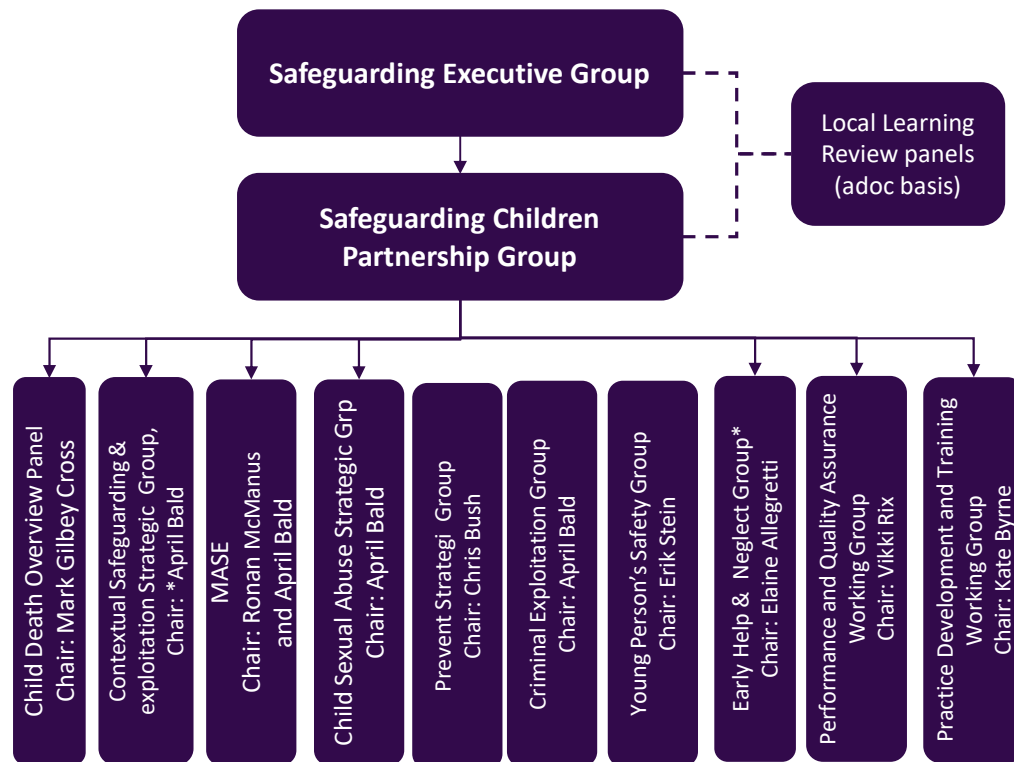 Safeguarding Executive Group
Local Learning
Review panels
(adoc basis)
Safeguarding Children
Partnership Group
Child Death Overview Panel
Chair: Mark Gilbey Cross
Contextual Safeguarding &
exploitation Strategic Group,
Chair: *April Bald
MASE
Chair: Ronan McManus
and April Bald
Child Sexual Abuse Strategic Grp
Chair: April Bald
Prevent Strategi Group
Chair: Chris Bush
Criminal Exploitation Group
Chair: April Bald
Young Person's Safety Group
Chair: Erik Stein
Early Help & Neglect Group*
Chair: Elaine Allegretti
Performance and Quality Assurance
Working Group
Chair: Vikki Rix
Practice Development and Training
Working Group
Chair: Kate Byrne